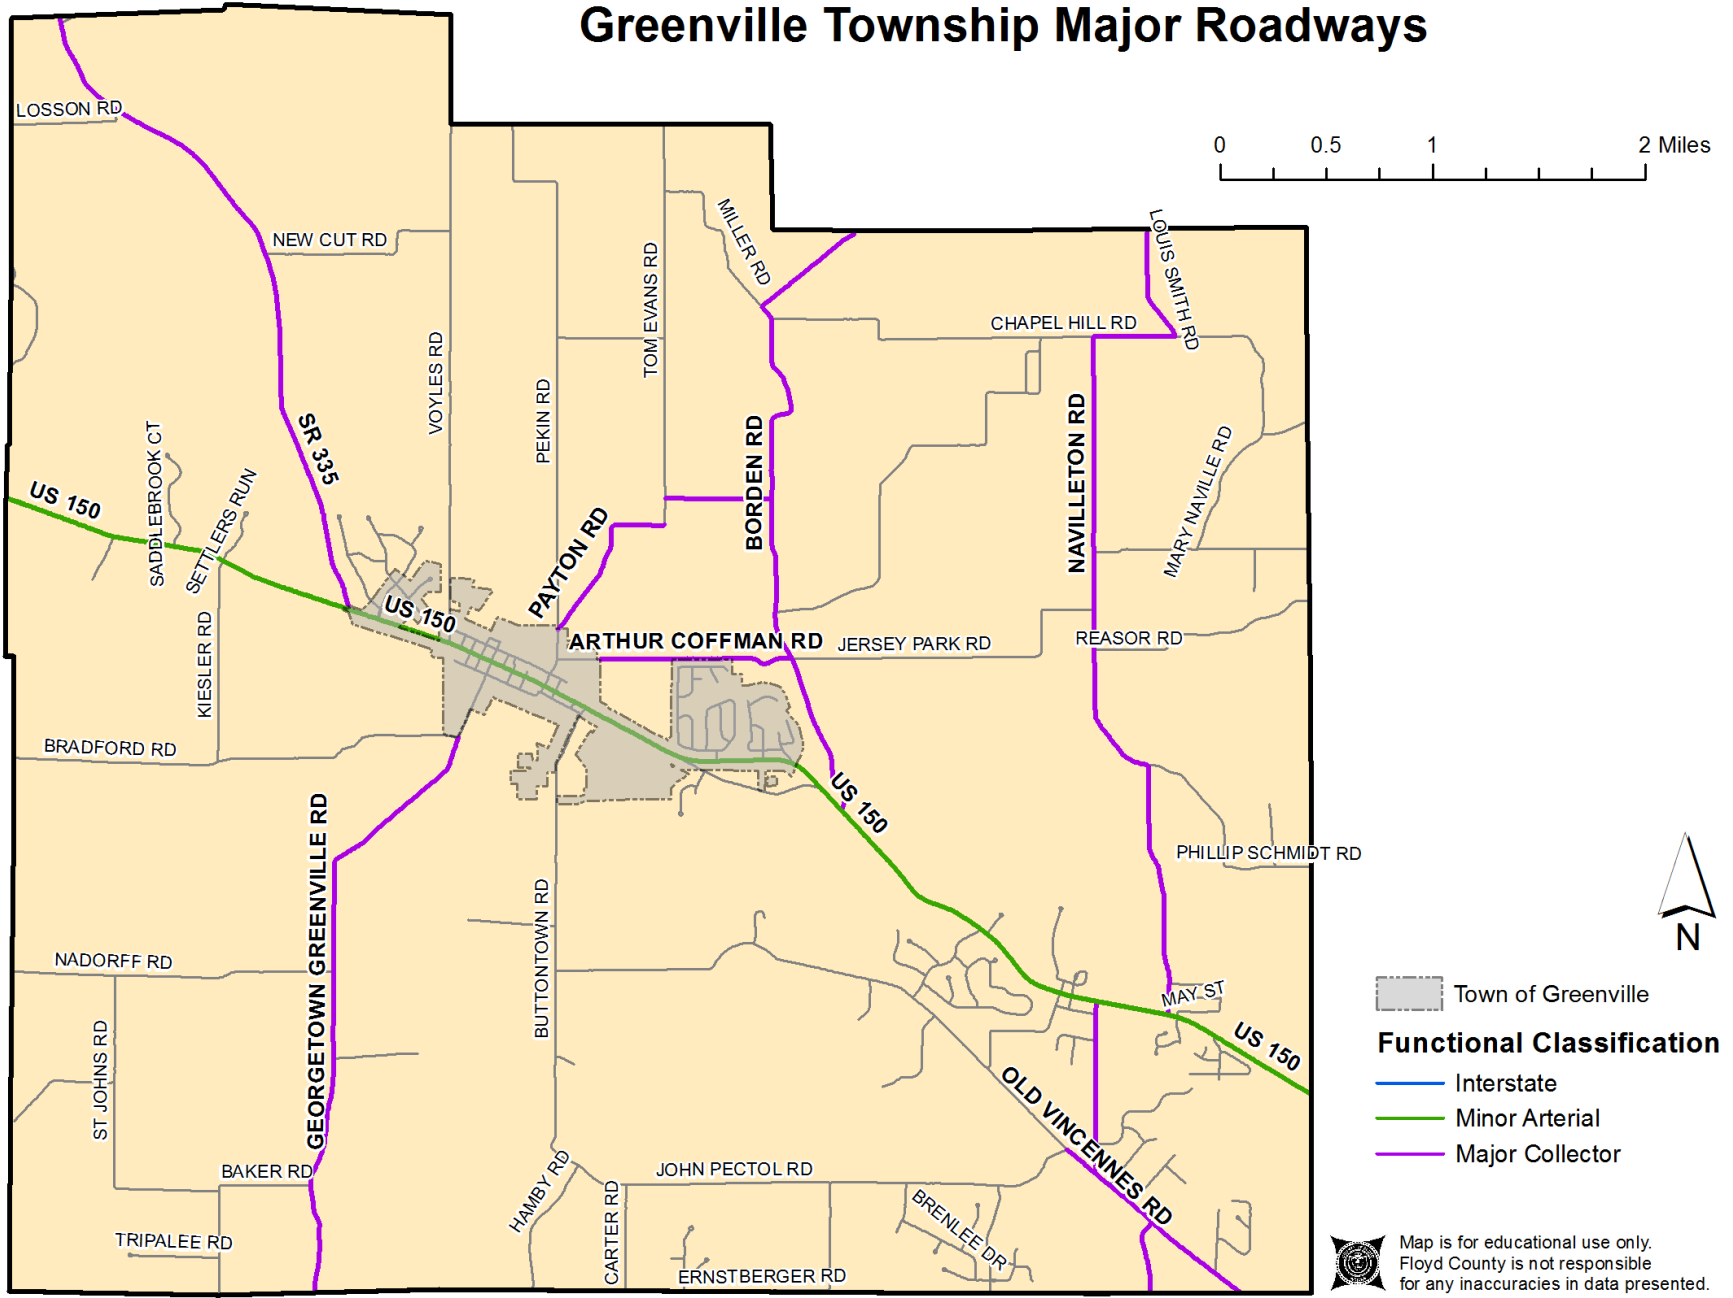 Greenville Township Major Roadways
0 0.5 1 2 Miles
LOSSON RD
NEW CUT RD
MILLER RD
LOUIS SMITH RD
TOM EVANS RD
CHAPEL HILL RD
VOYLES RD
PEKIN RD
SR 335
BORDEN RD
NAVILLETON RD
MARY NAVILLE RD
SADDLEBROOK CT
SETTLERS RUN
US 150
PAYTON RD
US 150
KIESLER RD
ARTHUR COFFMAN RD
JERSEY PARK RD
REASOR RD
BRADFORD RD
US 150
GEORGETOWN GREENVILLE RD
PHILLIP SCHMIDT RD
BUTTONTOWN RD
NADORFF RD
MAY ST
US 150
ST JOHNS RD
OLD VINCENNES RD
BAKER RD
HAMBY RD
JOHN PECTOL RD
CARTER RD
BRENLEE DR
TRIPALEE RD
ERNSTBERGER RD
N
Town of Greenville
Functional Classification
Interstate
Minor Arterial
Major Collector
Map is for educational use only.
Floyd County is not responsible
for any inaccuracies in data presented.